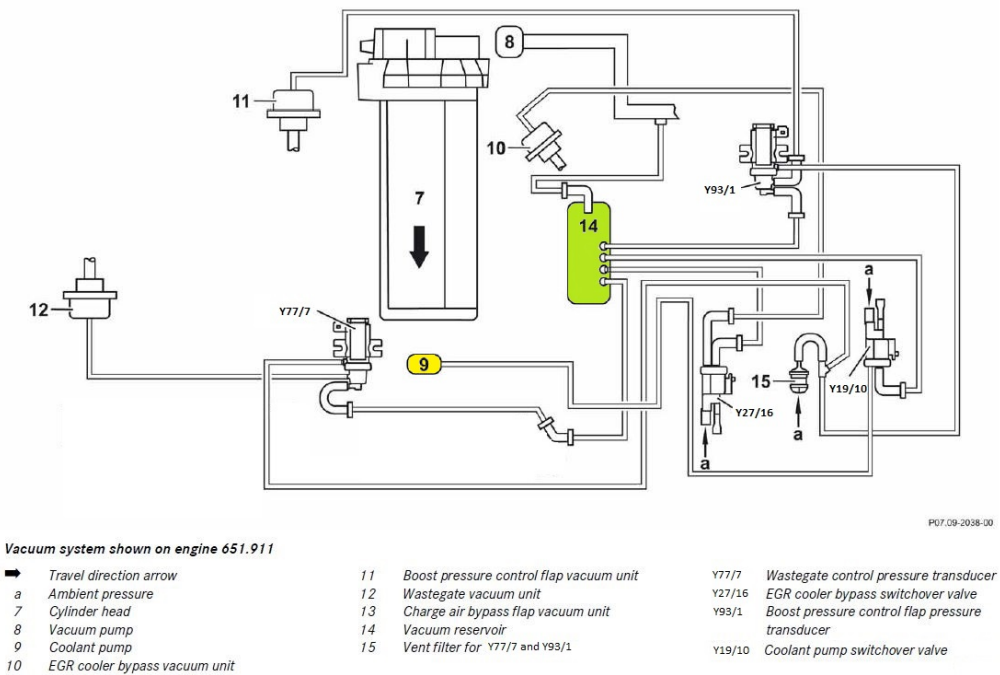 8
11
10
Y93/1
7
14
a
12
Y77/7
9
15
Y19/10
Y27/16
a
a
P07.09-2038-00
Vacuum system shown on engine 651.911
Travel direction arrow
a Ambient pressure
7 Cylinder head
8 Vacuum pump
9 Coolant pump
10 EGR cooler bypass vacuum unit
11 Boost pressure control flap vacuum unit
12 Wastegate vacuum unit
13 Charge air bypass flap vacuum unit
14 Vacuum reservoir
15 Vent filter for Y77/7 and Y93/1
Y77/7 Wastegate control pressure transducer
Y27/16 EGR cooler bypass switchover valve
Y93/1 Boost pressure control flap pressure
transducer
Y19/10 Coolant pump switchover valve